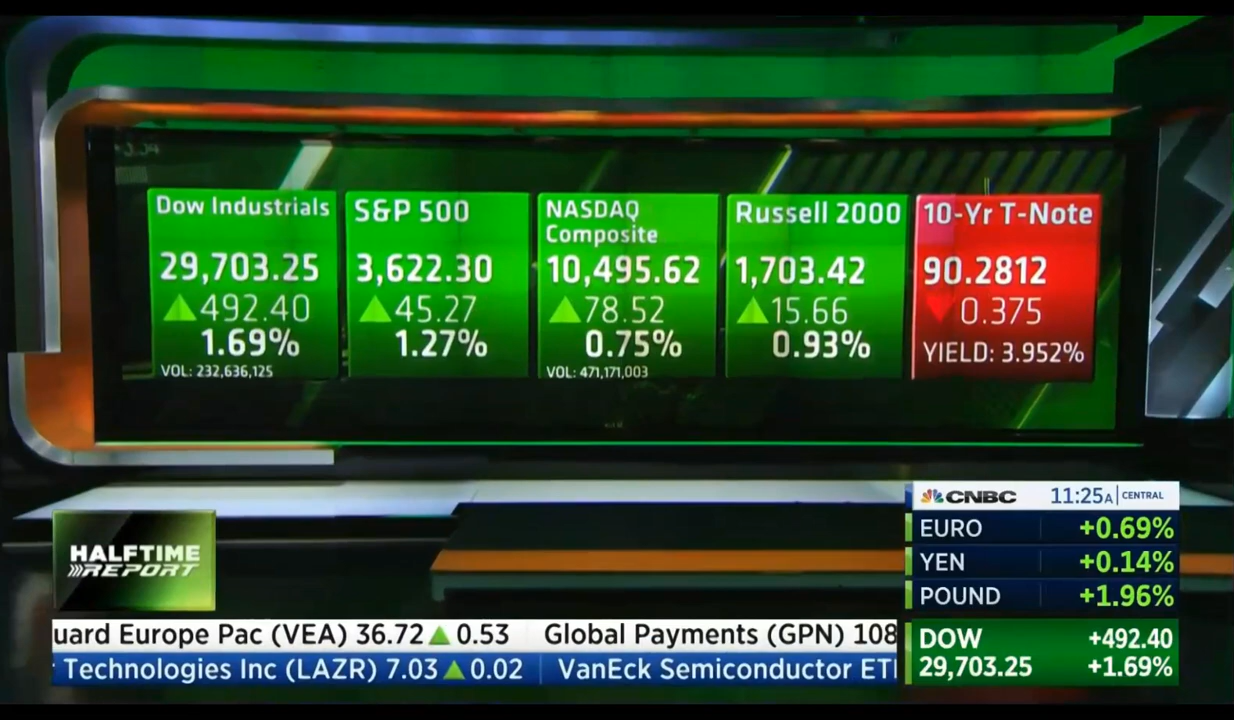 3.54
Dow Industrials
29,703.25
▲492.40
1.69%
VOL: 232,636,125
S&P 500
3,622.30
▲45.27
1.27%
NASDAQ
Composite
10,495.62
▲78.52
0.75%
VOL: 471,171,003
Russell 2000
1,703.42
▲15.66
0.93%
10-Yr T-Note
90.2812
▼0.375
YIELD: 3.952%
CNBC 11:25A CENTRAL
EURO +0.69%
YEN +0.14%
POUND +1.96%
DOW +492.40
29,703.25 +1.69%
HALFTIME
REPORT
uard Europe Pac (VEA) 36.72▲0.53 Global Payments (GPN) 108
Technologies Inc (LAZR) 7.03▲0.02 VanEck Semiconductor ET